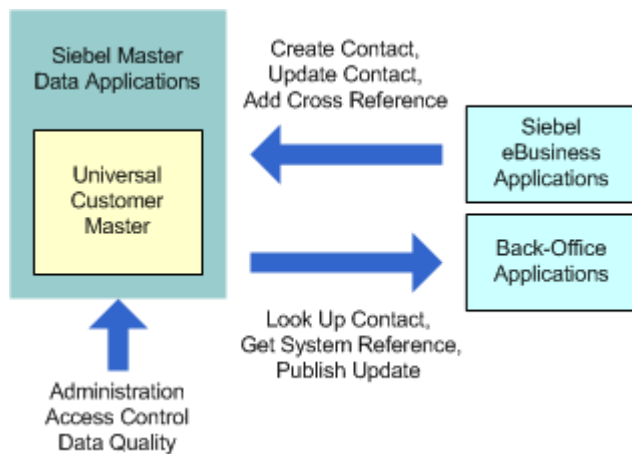 Siebel Master
Data Applications
Universal
Customer
Master
Create Contact,
Update Contact,
Add Cross Reference
Siebel
eBusiness
Applications
Back-Office
Applications
Look Up Contact,
Get System Reference,
Publish Update
Administration
Access Control
Data Quality